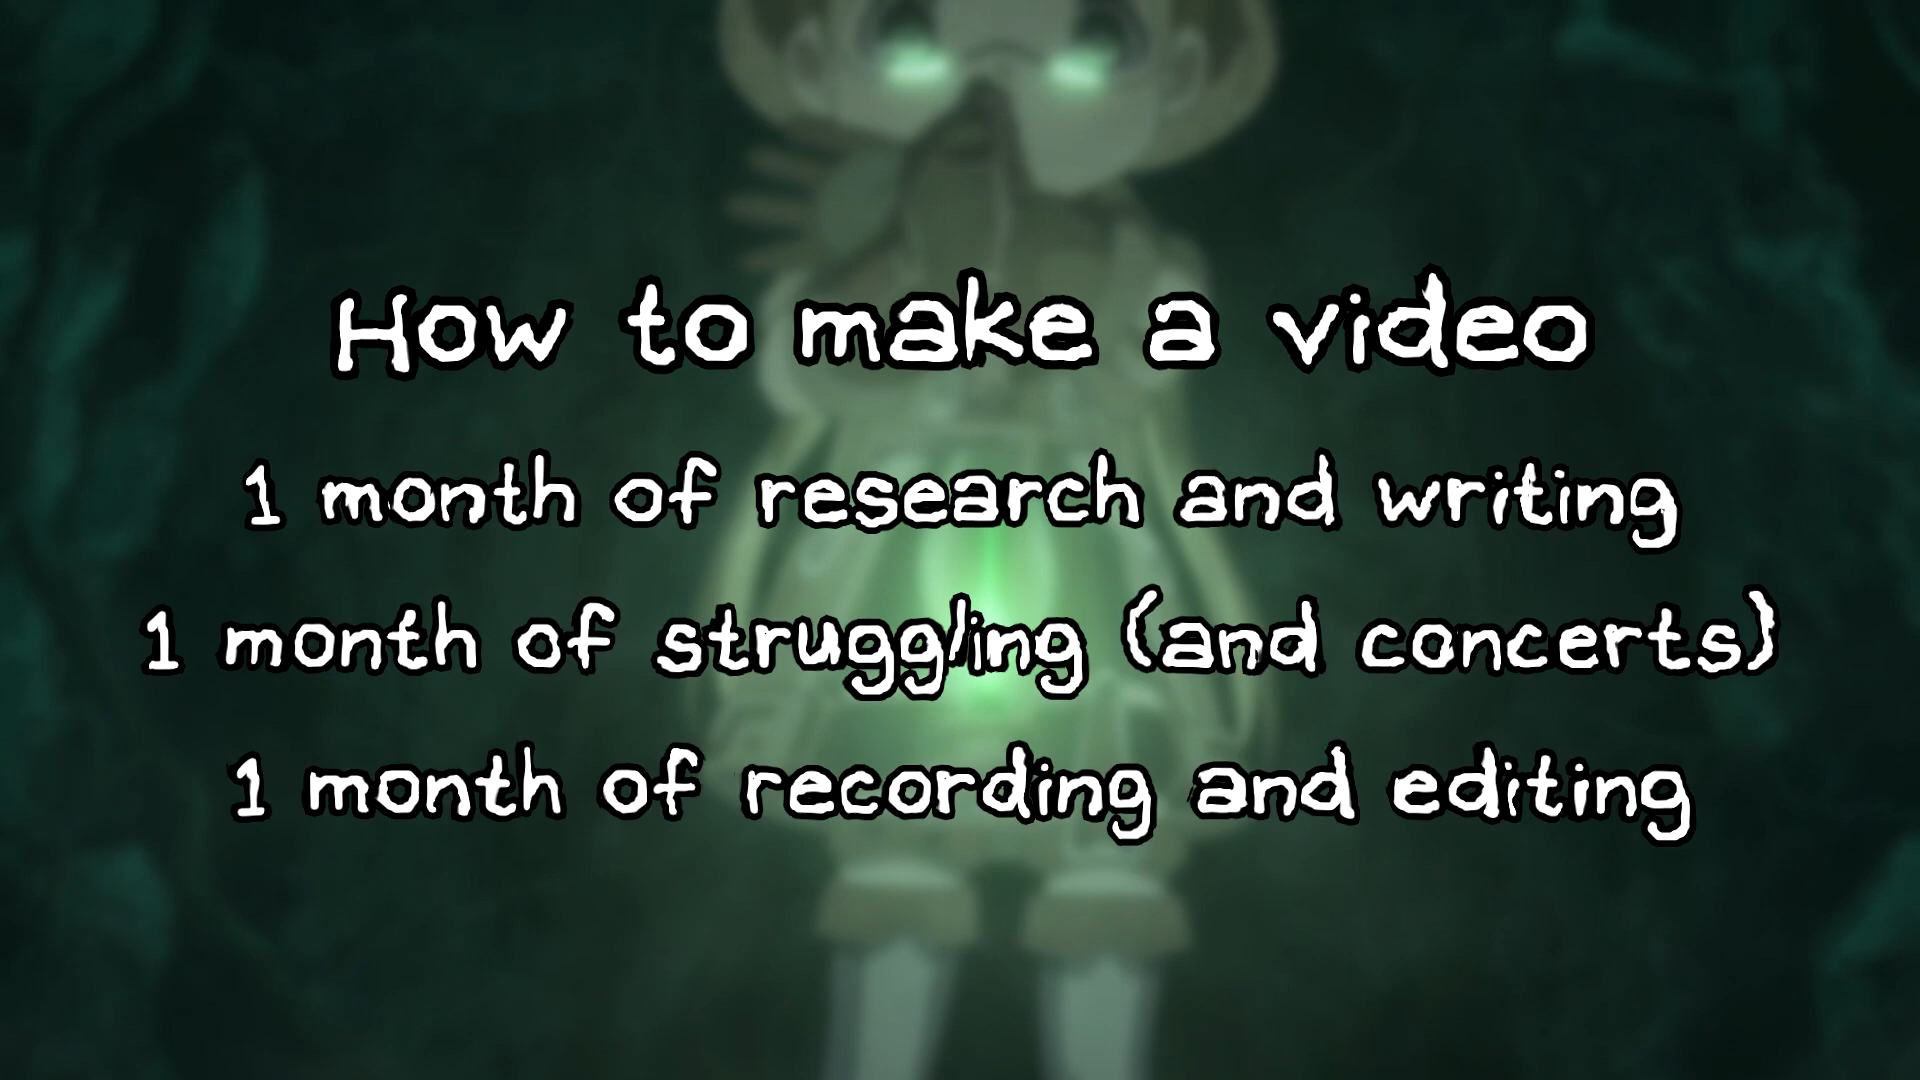 How to make a video
1 month of research and writing
1 month of struggling (and concerts)
1 month of recording and editing